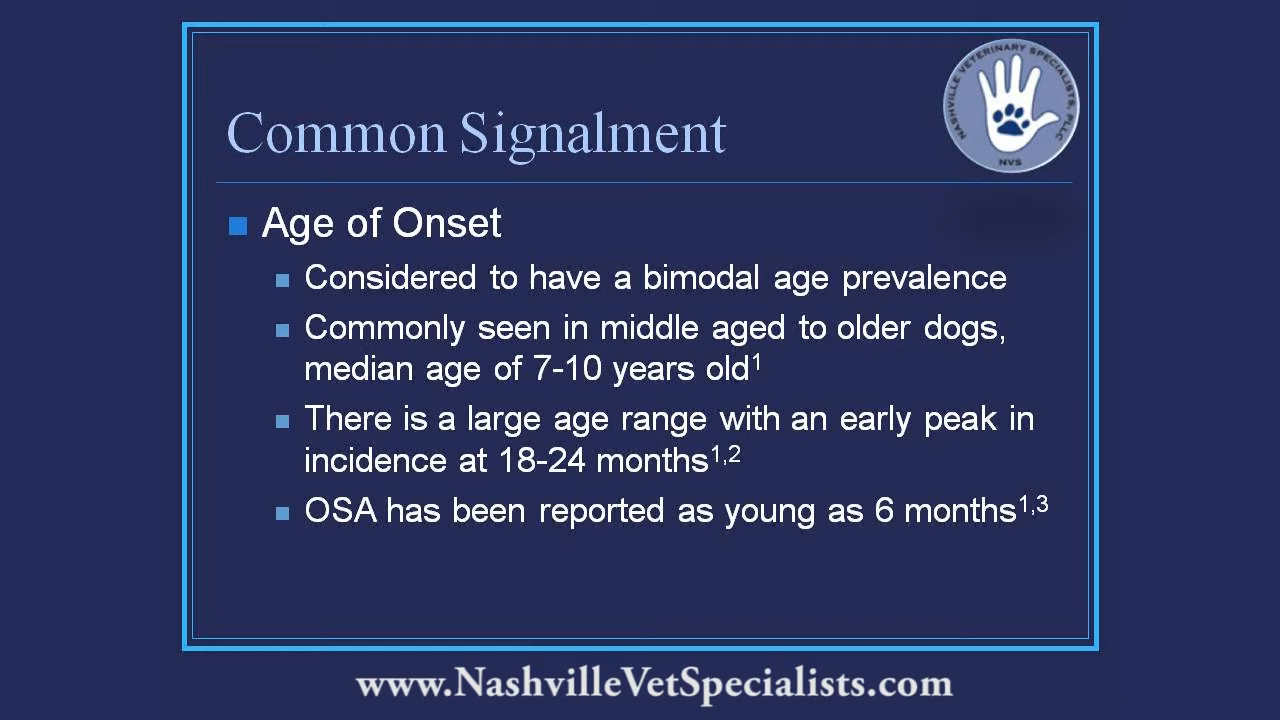 NASHVILLE VETERINARY SPECIALISTS, PLLC
NVS
Common Signalment
Age of Onset
Considered to have a bimodal age prevalence
Commonly seen in middle aged to older dogs,
median age of 7-10 years old¹
There is a large age range with an early peak in
incidence at 18-24 months¹,²
OSA has been reported as young as 6 months¹,³
www.NashvilleVetSpecialists.com